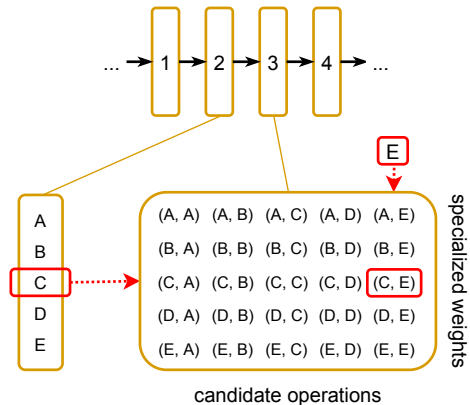 ... 1 2 3 4 ...
E
A
B
C
D
E
(A, A) (A, B) (A, C) (A, D) (A, E)
(B, A) (B, B) (B, C) (B, D) (B, E)
(C, A) (C, B) (C, C) (C, D) (C, E)
(D, A) (D, B) (D, C) (D, D) (D, E)
(E, A) (E, B) (E, C) (E, D) (E, E)
specialized weights
candidate operations